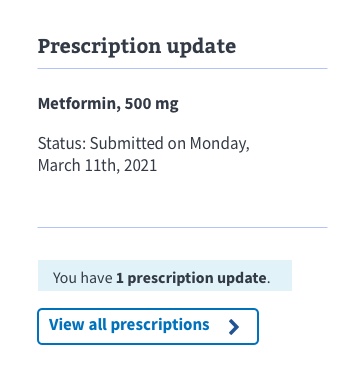 Prescription update
Metformin, 500 mg
Status: Submitted on Monday,
March 11th, 2021
You have 1 prescription update.
View all prescriptions